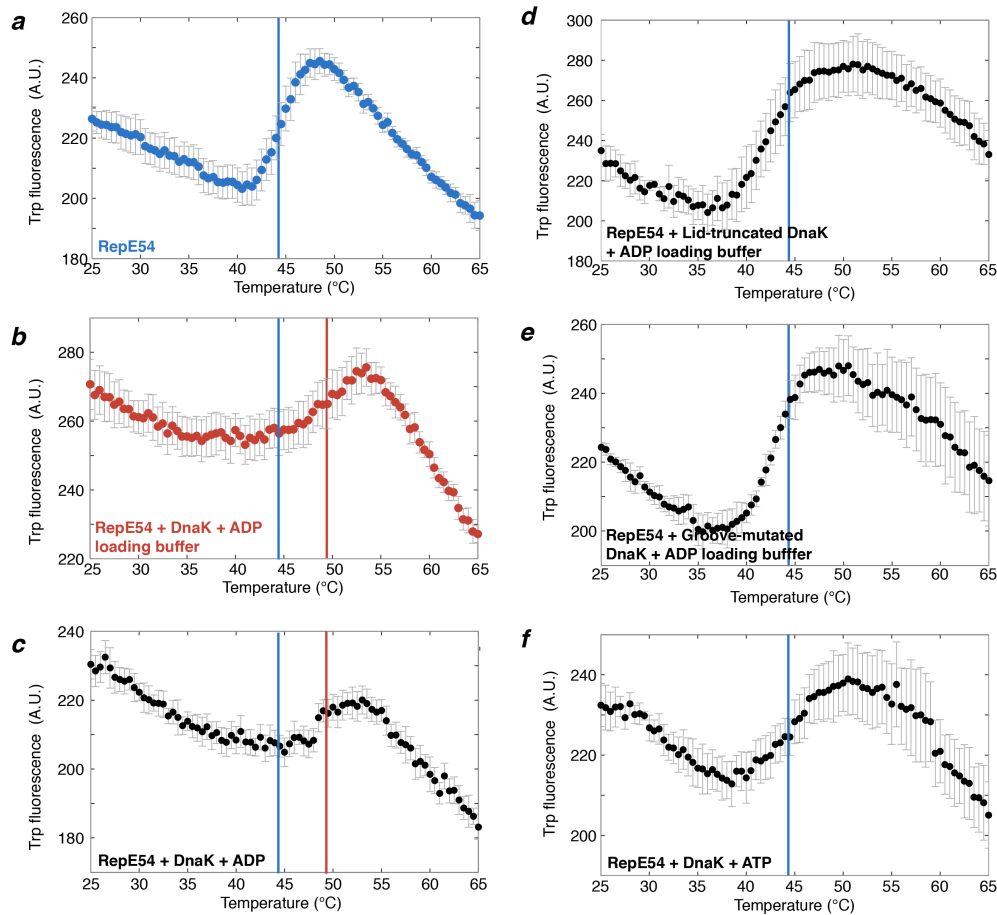 a
260
240
220
200
180
Trp fluorescence (A.U.)
RepE54
25 30 35 40 45 50 55 60 65
Temperature (°C)
b
280
260
240
220
Trp fluorescence (A.U.)
RepE54 + DnaK + ADP
loading buffer
25 30 35 40 45 50 55 60 65
Temperature (°C)
c
240
220
200
180
Trp fluorescence (A.U.)
RepE54 + DnaK + ADP
25 30 35 40 45 50 55 60 65
Temperature (°C)
d
300
280
260
240
220
200
180
Trp fluorescence (A.U.)
RepE54 + Lid-truncated DnaK
+ ADP loading buffer
25 30 35 40 45 50 55 60 65
Temperature (°C)
e
260
240
220
200
Trp fluorescence (A.U.)
RepE54 + Groove-mutated
DnaK + ADP loading bufffer
25 30 35 40 45 50 55 60 65
Temperature (°C)
f
240
220
200
Trp fluorescence (A.U.)
RepE54 + DnaK + ATP
25 30 35 40 45 50 55 60 65
Temperature (°C)